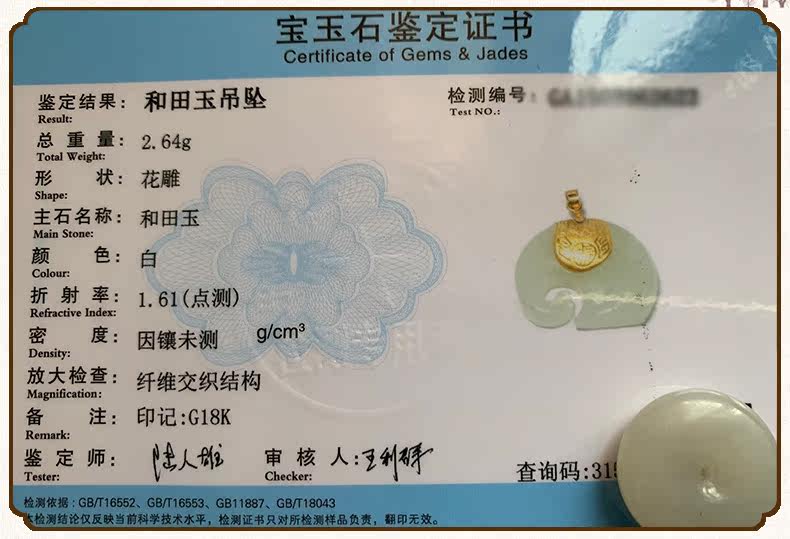 宝玉石鉴定证书
Certificate of Gems & Jades
鉴定结果: 和田玉吊坠
Result:
检测编号:
Test NO.:
总重量: 2.64g
Total Weight:
形状: 花雕
Shape:
主石名称: 和田玉
Main Stone:
颜色: 白
Colour:
折射率: 1.61(点测)
Refractive Index:
密度: 因镶未测 g/cm³
Density:
放大检查: 纤维交织结构
Magnification:
备注: 印记:G18K
Remark:
鉴定师:
Tester:
审核人:
Checker:
查询码:315
检测依据: GB/T16552、GB/T16553、GB11887、GB/T18043
本检测结论仅反映当前科学技术水平，检测证书只对所检测样品负责，翻印无效。